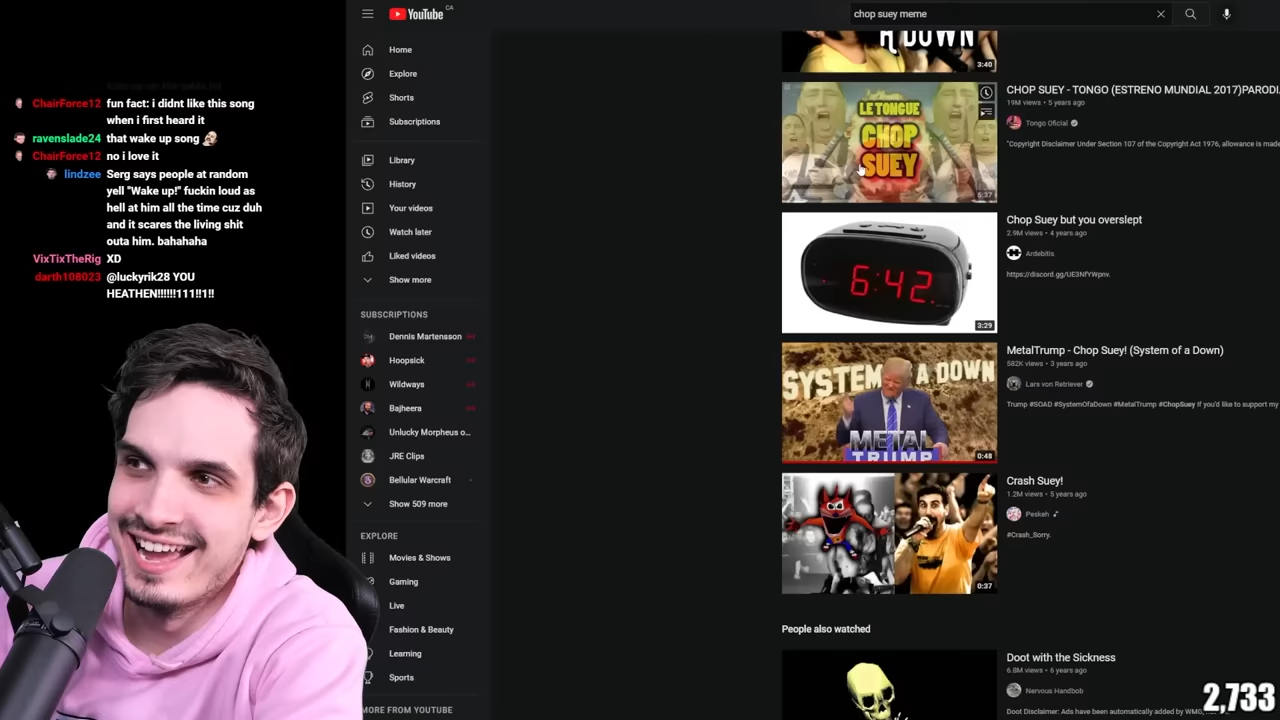 YouTube CA
chop suey meme
ChairForce12 fun fact: i didnt like this song
when i first heard it
ravenslade24 that wake up song
ChairForce12 no i love it
lindzee Serg says people at random
yell "Wake up!" fuckin loud as
hell at him all the time cuz duh
and it scares the living shit
outa him. bahahaha
VixTixTheRig XD
darth108023 @luckyrik28 YOU
HEATHEN!!!!!!111!!1!!
Home
Explore
Shorts
Subscriptions
Library
History
Your videos
Watch later
Liked videos
Show more
SUBSCRIPTIONS
Dennis Martensson
Hoopsick
Wildways
Bajheera
Unlucky Morpheus o...
JRE Clips
Bellular Warcraft
Show 509 more
EXPLORE
Movies & Shows
Gaming
Live
Fashion & Beauty
Learning
Sports
MORE FROM YOUTUBE
A DOWN
3:40
LE TONGUE
CHOP
SUEY
5:37
CHOP SUEY - TONGO (ESTRENO MUNDIAL 2017)PARODI
19M views • 5 years ago
Tongo Oficial
"Copyright Disclaimer Under Section 107 of the Copyright Act 1976, allowance is made
6:42
3:29
Chop Suey but you overslept
2.9M views • 4 years ago
Ardebitis
https://discord.gg/UE3NfYWpnv.
SYSTEM OF A DOWN
METAL
TRUMP
0:48
MetalTrump - Chop Suey! (System of a Down)
582K views • 3 years ago
Lars von Retriever
Trump #SOAD #SystemOfaDown #MetalTrump #ChopSuey If you'd like to support my
0:37
Crash Suey!
1.2M views • 5 years ago
Peskeh
#Crash_Sorry.
People also watched
Doot with the Sickness
6.8M views • 6 years ago
Nervous Handbob
Doot Disclaimer: Ads have been automatically added by WMG,
2,733